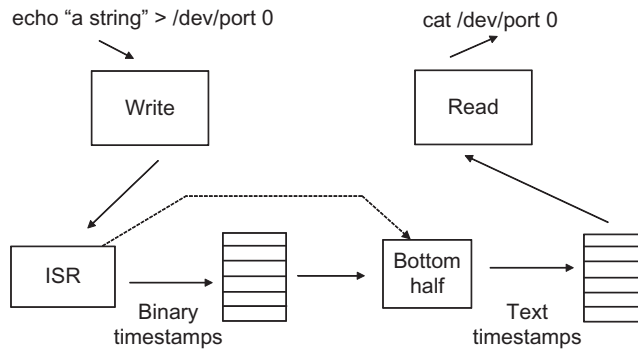 echo “a string” > /dev/port 0
cat /dev/port 0
Write
Read
ISR
Bottom
half
Binary
timestamps
Text
timestamps